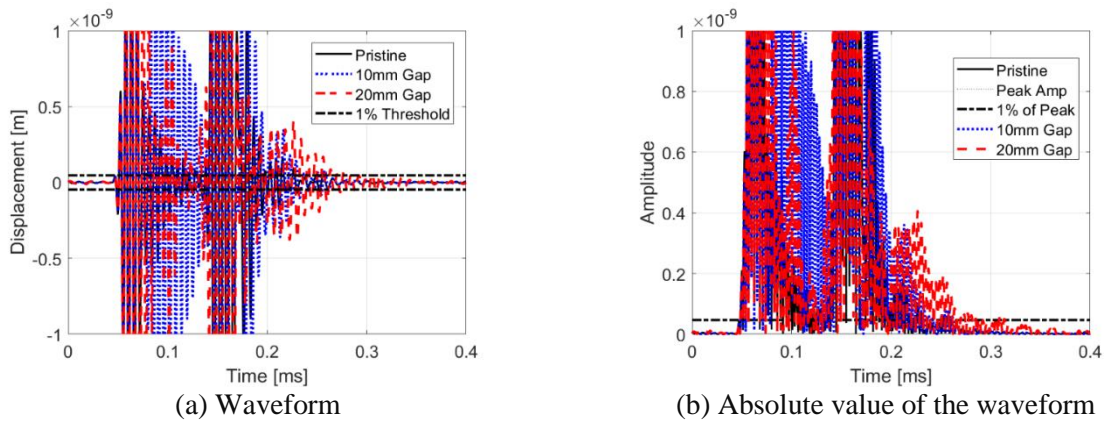 ×10⁻⁹
1
0.5
0
-0.5
-1
Displacement [m]
Pristine
10mm Gap
20mm Gap
1% Threshold
0 0.1 0.2 0.3 0.4
Time [ms]
(a) Waveform
×10⁻⁹
1
0.8
0.6
0.4
0.2
0
Amplitude
Pristine
Peak Amp
1% of Peak
10mm Gap
20mm Gap
0 0.1 0.2 0.3 0.4
Time [ms]
(b) Absolute value of the waveform